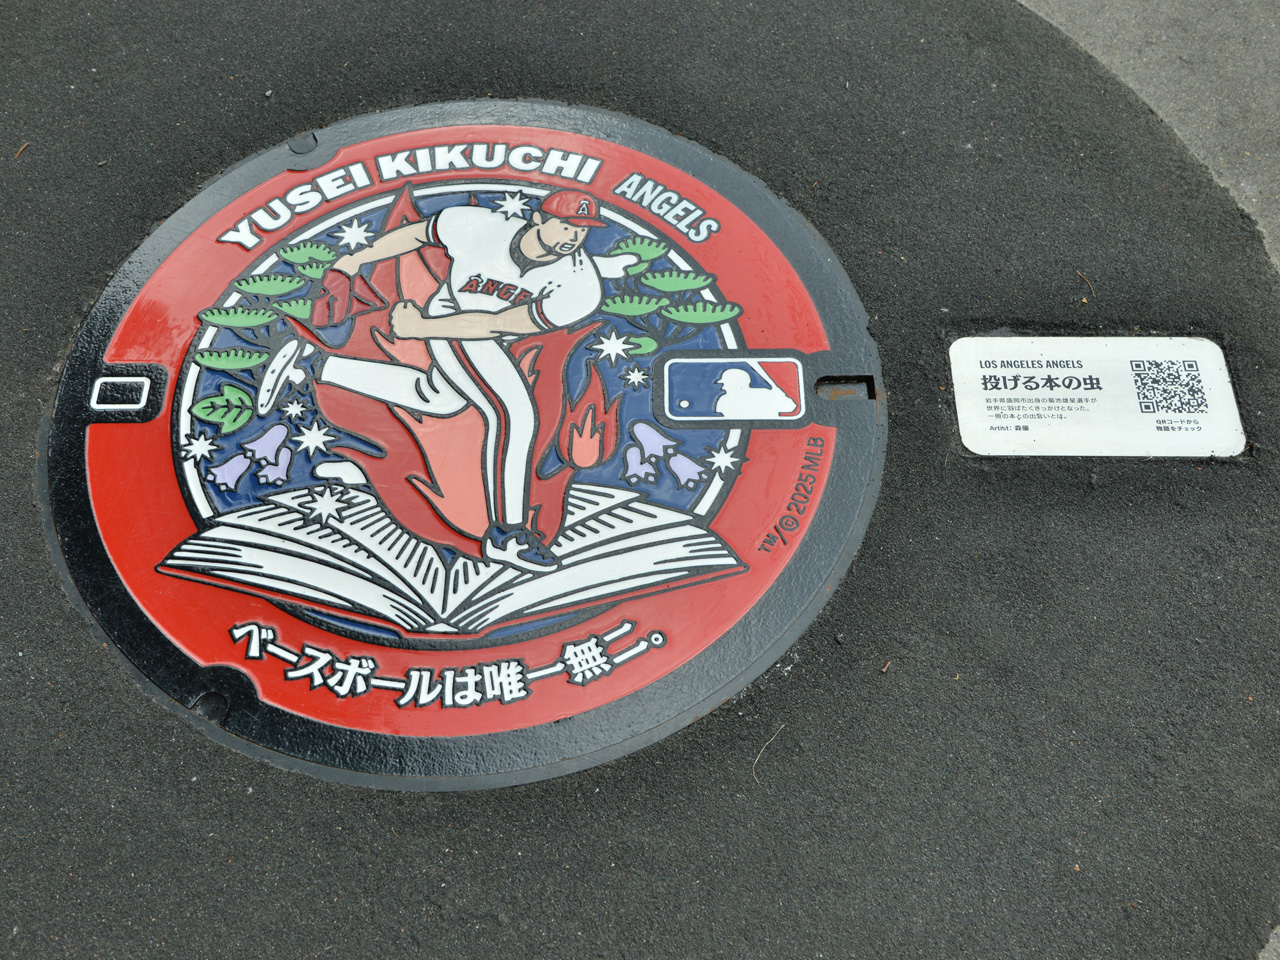 YUSEI KIKUCHI ANGELS
A
ANGE
TM/© 2025 MLB
ベースボールは唯一無二。
LOS ANGELES ANGELS
投げる本の虫
岩手県盛岡市出身の菊池雄星選手が
世界に羽ばたくきっかけとなった、
一冊の本との出会いとは。
Artist: 森優
QRコードから
物語をチェック